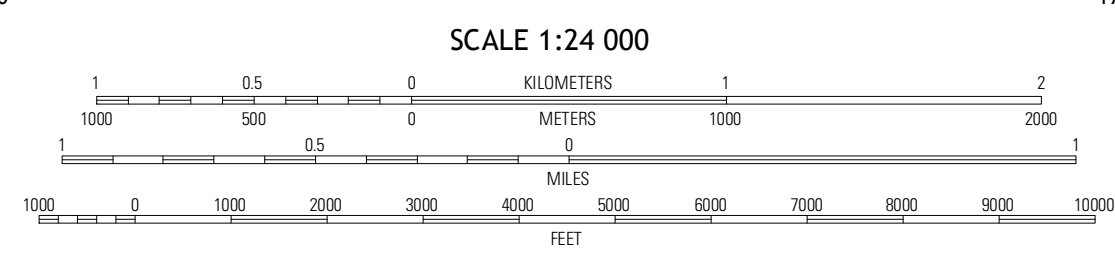 SCALE 1:24 000
1 0.5 0 KILOMETERS 1 2
1000 500 0 METERS 1000 2000
1 0.5 0 1
MILES
1000 0 1000 2000 3000 4000 5000 6000 7000 8000 9000 10000
FEET